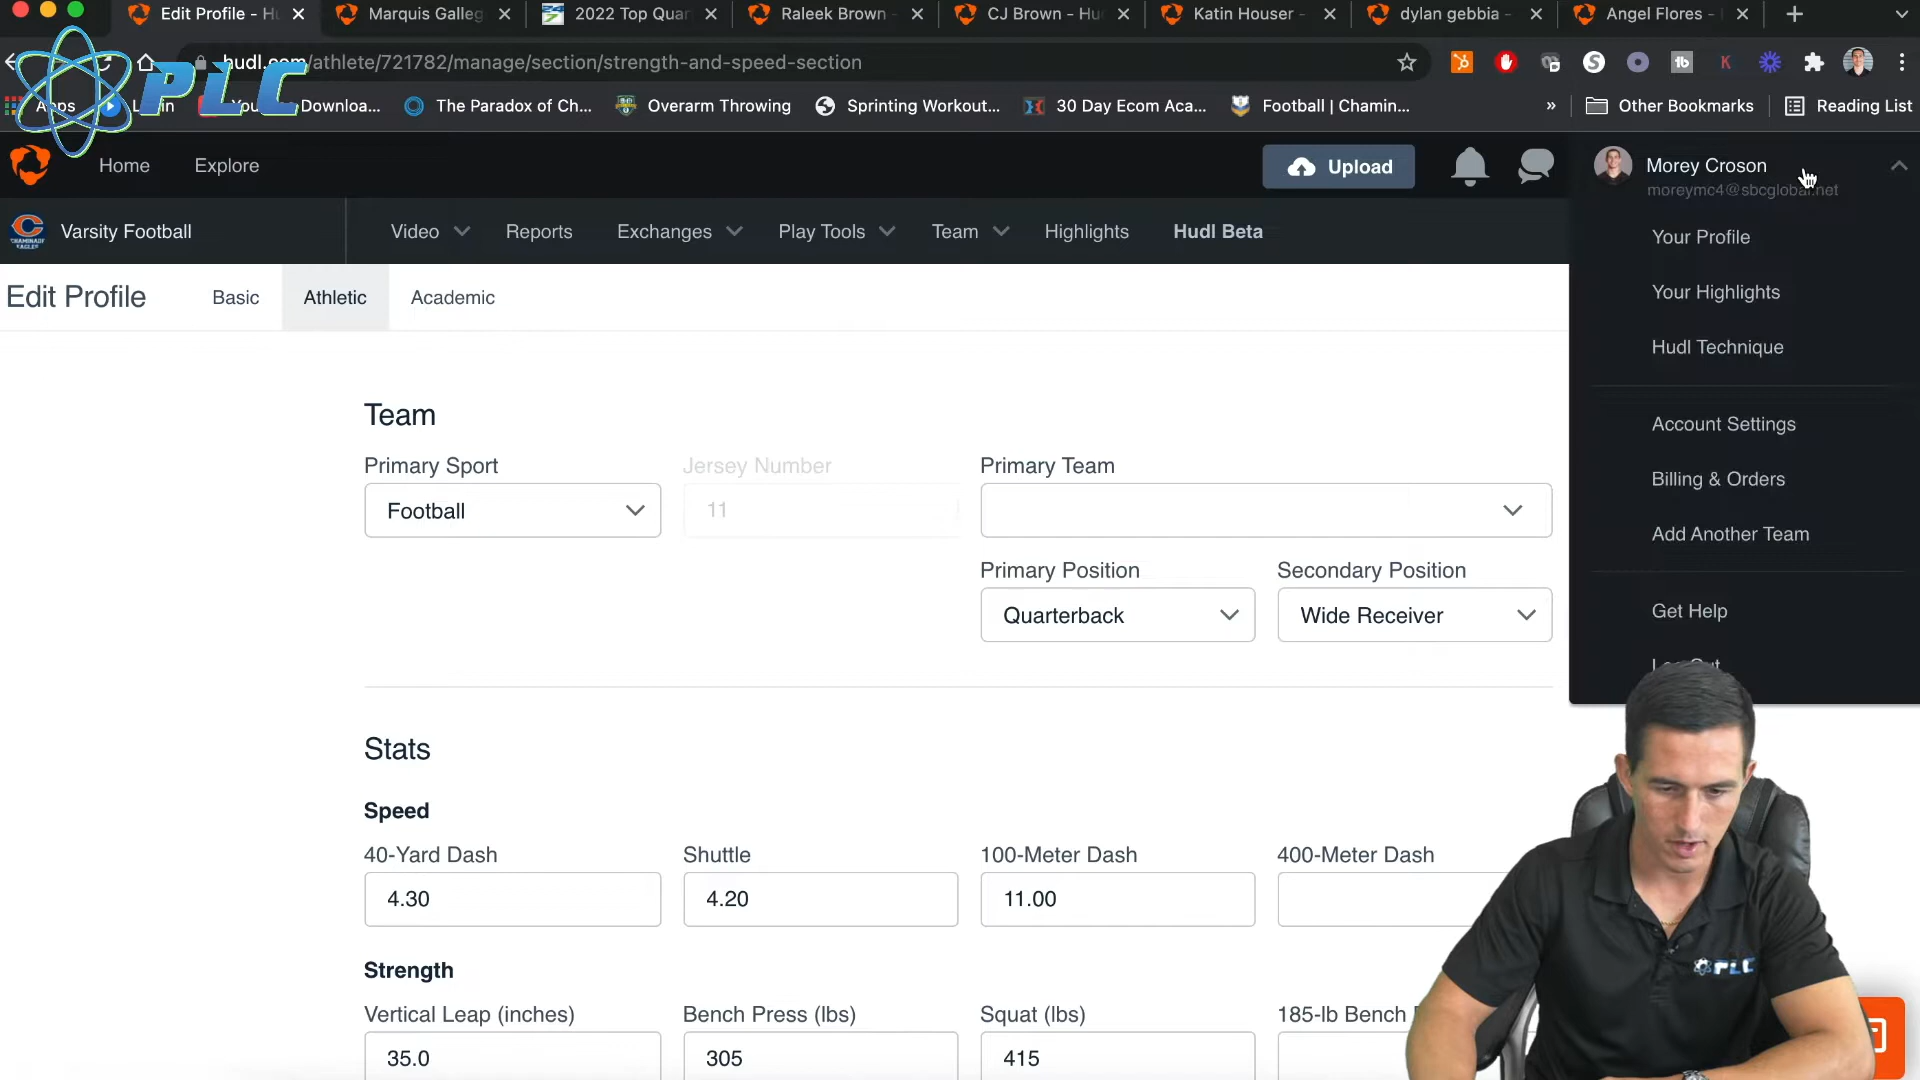 Edit Profile - Hu
Marquis Galleg
2022 Top Qua
Raleek Brown -
CJ Brown - Hu
Katin Houser -
dylan gebbia -
Angel Flores -
hudl.com/athlete/721782/manage/section/strength-and-speed-section
PLC
Apps
Downloa...
The Paradox of Ch...
Overarm Throwing
Sprinting Workout...
30 Day Ecom Aca...
Football | Chamin...
»
Other Bookmarks
Reading List
Home
Explore
Upload
Morey Croson
moreymc4@sbcglobal.net
Varsity Football
Video
Reports
Exchanges
Play Tools
Team
Highlights
Hudl Beta
Your Profile
Your Highlights
Hudl Technique
Account Settings
Billing & Orders
Add Another Team
Get Help
Log Out
Edit Profile
Basic
Athletic
Academic
Team
Primary Sport
Jersey Number
Primary Team
Football
11
Primary Position
Secondary Position
Quarterback
Wide Receiver
Stats
Speed
40-Yard Dash
Shuttle
100-Meter Dash
400-Meter Dash
4.30
4.20
11.00
Strength
Vertical Leap (inches)
Bench Press (lbs)
Squat (lbs)
185-lb Bench
35.0
305
415
PLC